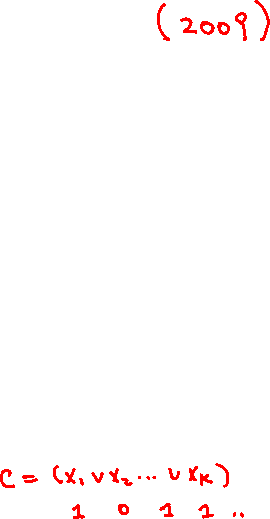 (2009)
C = (x₁ ∨ x₂ ... ∨ xₖ)
1 0 1 1 ..